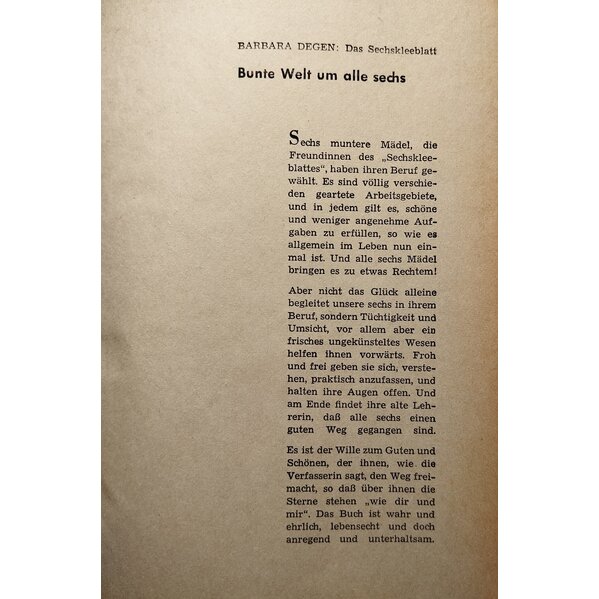 BARBARA DEGEN: Das Sechskleeblatt
Bunte Welt um alle sechs
Sechs muntere Mädel, die
Freundinnen des „Sechsklee-
blattes“, haben ihren Beruf ge-
wählt. Es sind völlig verschie-
den geartete Arbeitsgebiete,
und in jedem gilt es, schöne
und weniger angenehme Auf-
gaben zu erfüllen, so wie es
allgemein im Leben nun ein-
mal ist. Und alle sechs Mädel
bringen es zu etwas Rechtem!
Aber nicht das Glück alleine
begleitet unsere sechs in ihrem
Beruf, sondern Tüchtigkeit und
Umsicht, vor allem aber ein
frisches ungekünsteltes Wesen
helfen ihnen vorwärts. Froh
und frei geben sie sich, verste-
hen, praktisch anzufassen, und
halten ihre Augen offen. Und
am Ende findet ihre alte Leh-
rerin, daß alle sechs einen
guten Weg gegangen sind.
Es ist der Wille zum Guten und
Schönen, der ihnen, wie die
Verfasserin sagt, den Weg frei-
macht, so daß über ihnen die
Sterne stehen „wie dir und
mir“. Das Buch ist wahr und
ehrlich, lebensecht und doch
anregend und unterhaltsam.